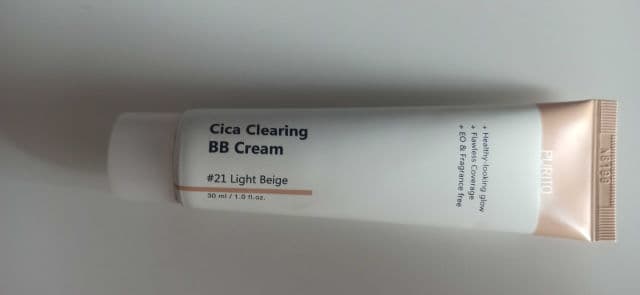 Cica Clearing
BB Cream
#21 Light Beige
30 ml / 1.0 fl.oz.
+ Healthy-looking glow
+ Flawless Coverage
+ EO & Fragrance free
PURITO